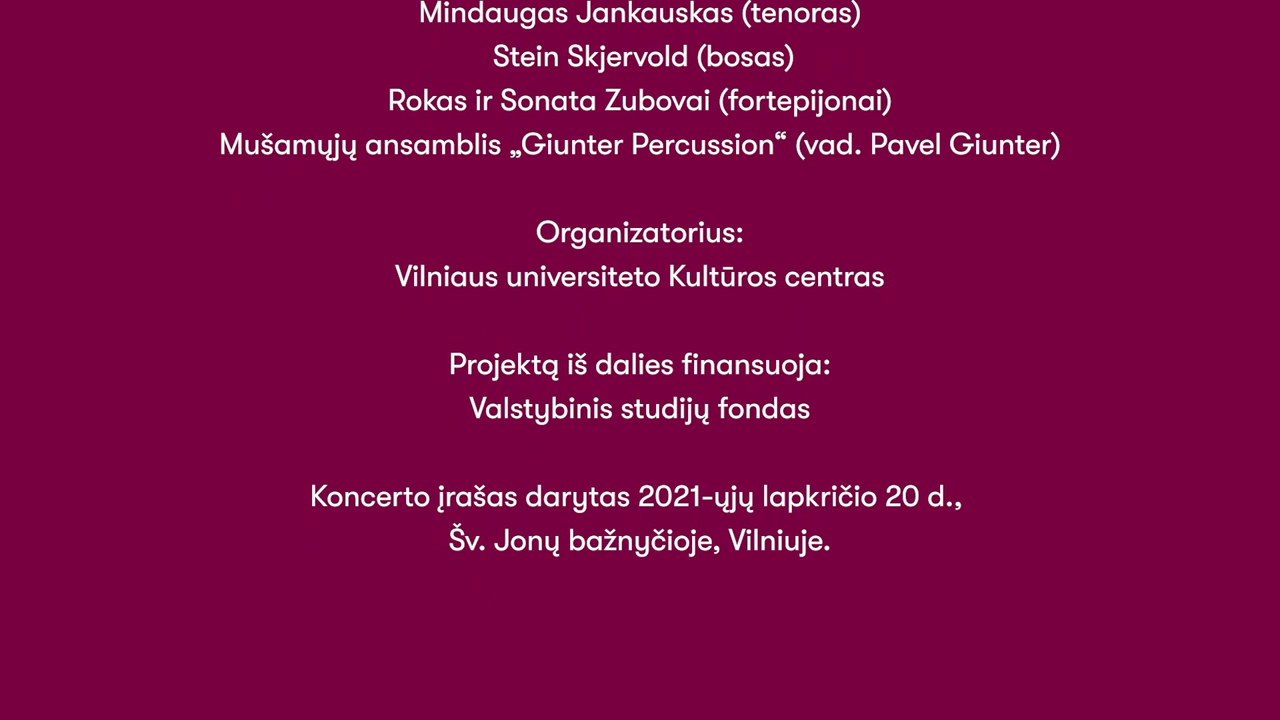 Mindaugas Jankauskas (tenoras)
Stein Skjervold (bosas)
Rokas ir Sonata Zubovai (fortepijonai)
Mušamųjų ansamblis „Giunter Percussion“ (vad. Pavel Giunter)
Organizatorius:
Vilniaus universiteto Kultūros centras
Projektą iš dalies finansuoja:
Valstybinis studijų fondas
Koncerto įrašas darytas 2021-ųjų lapkričio 20 d.,
Šv. Jonų bažnyčioje, Vilniuje.